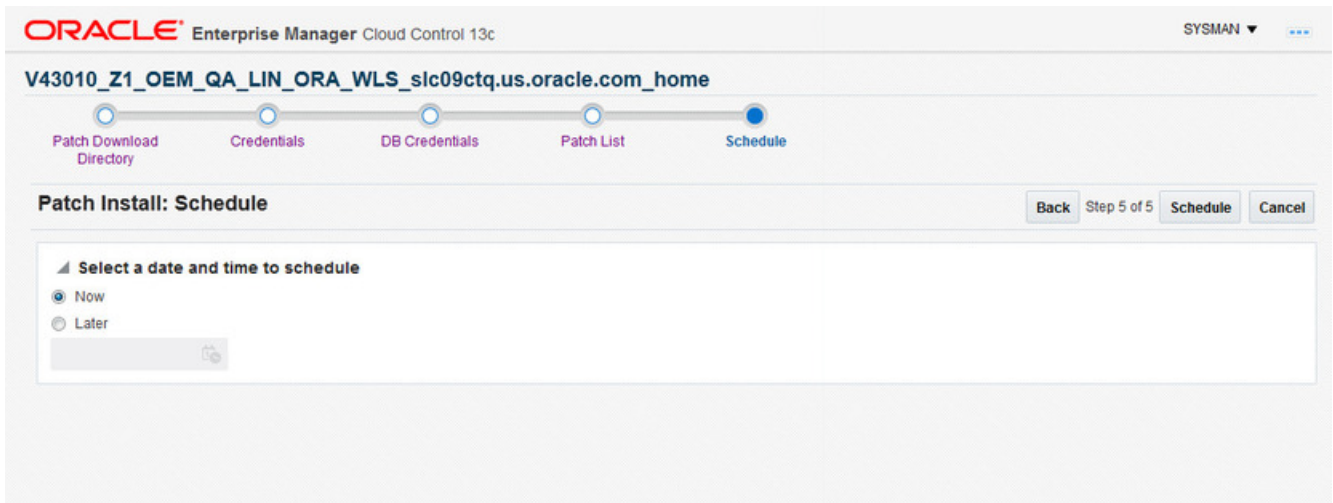 ORACLE Enterprise Manager Cloud Control 13c
SYSMAN
V43010_Z1_OEM_QA_LIN_ORA_WLS_slc09ctq.us.oracle.com_home
Patch Download
Directory
Credentials
DB Credentials
Patch List
Schedule
Patch Install: Schedule
Back Step 5 of 5 Schedule Cancel
Select a date and time to schedule
Now
Later